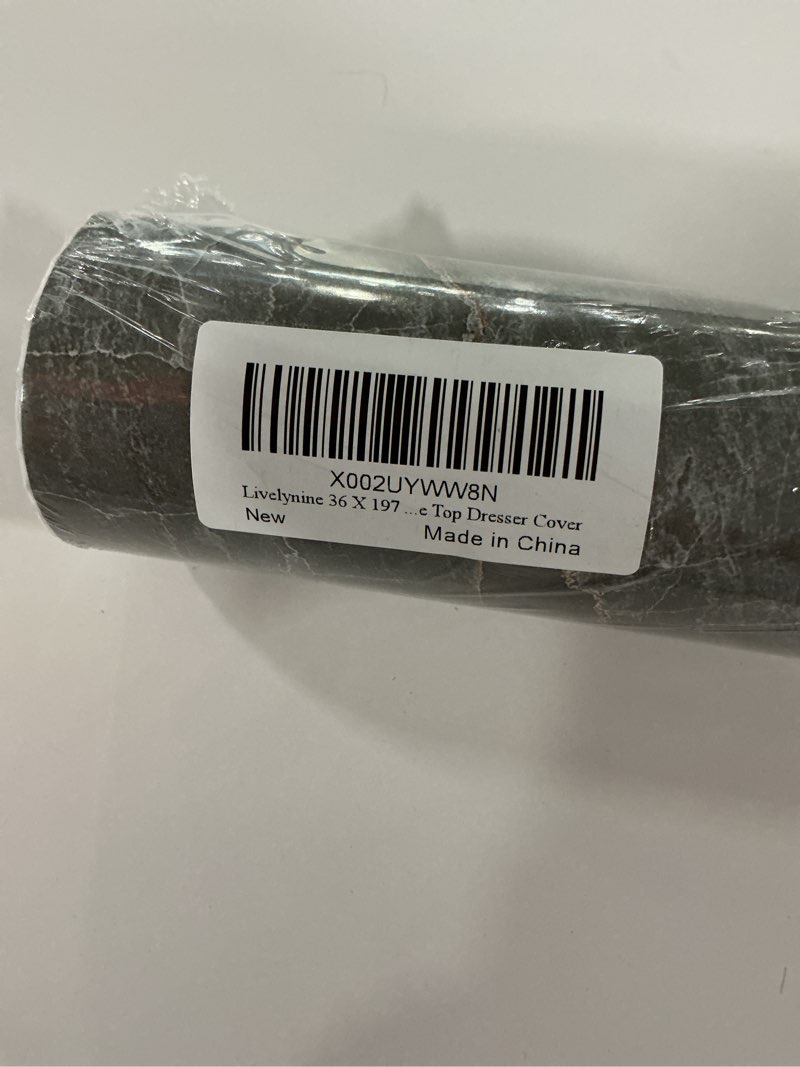 X002UYWW8N
Livelynine 36 X 197 ...e Top Dresser Cover
New
Made in China